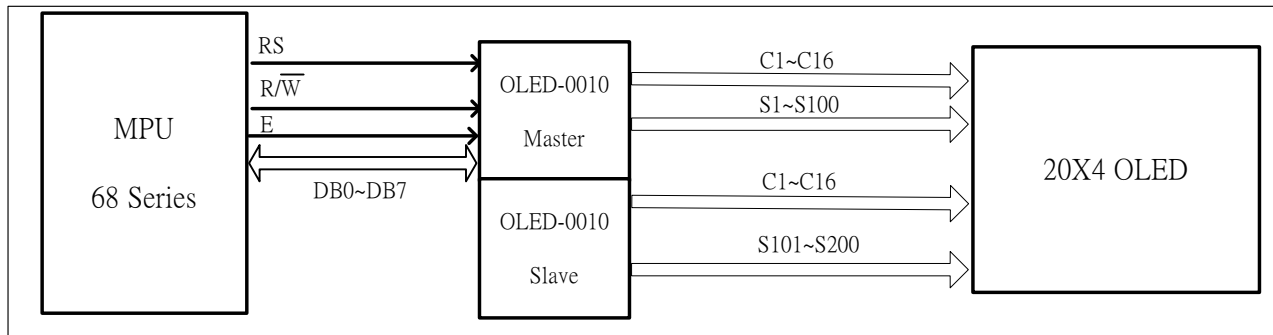 MPU
68 Series
RS
R/W̅
E
DB0~DB7
OLED-0010
Master
OLED-0010
Slave
C1~C16
S1~S100
C1~C16
S101~S200
20X4 OLED